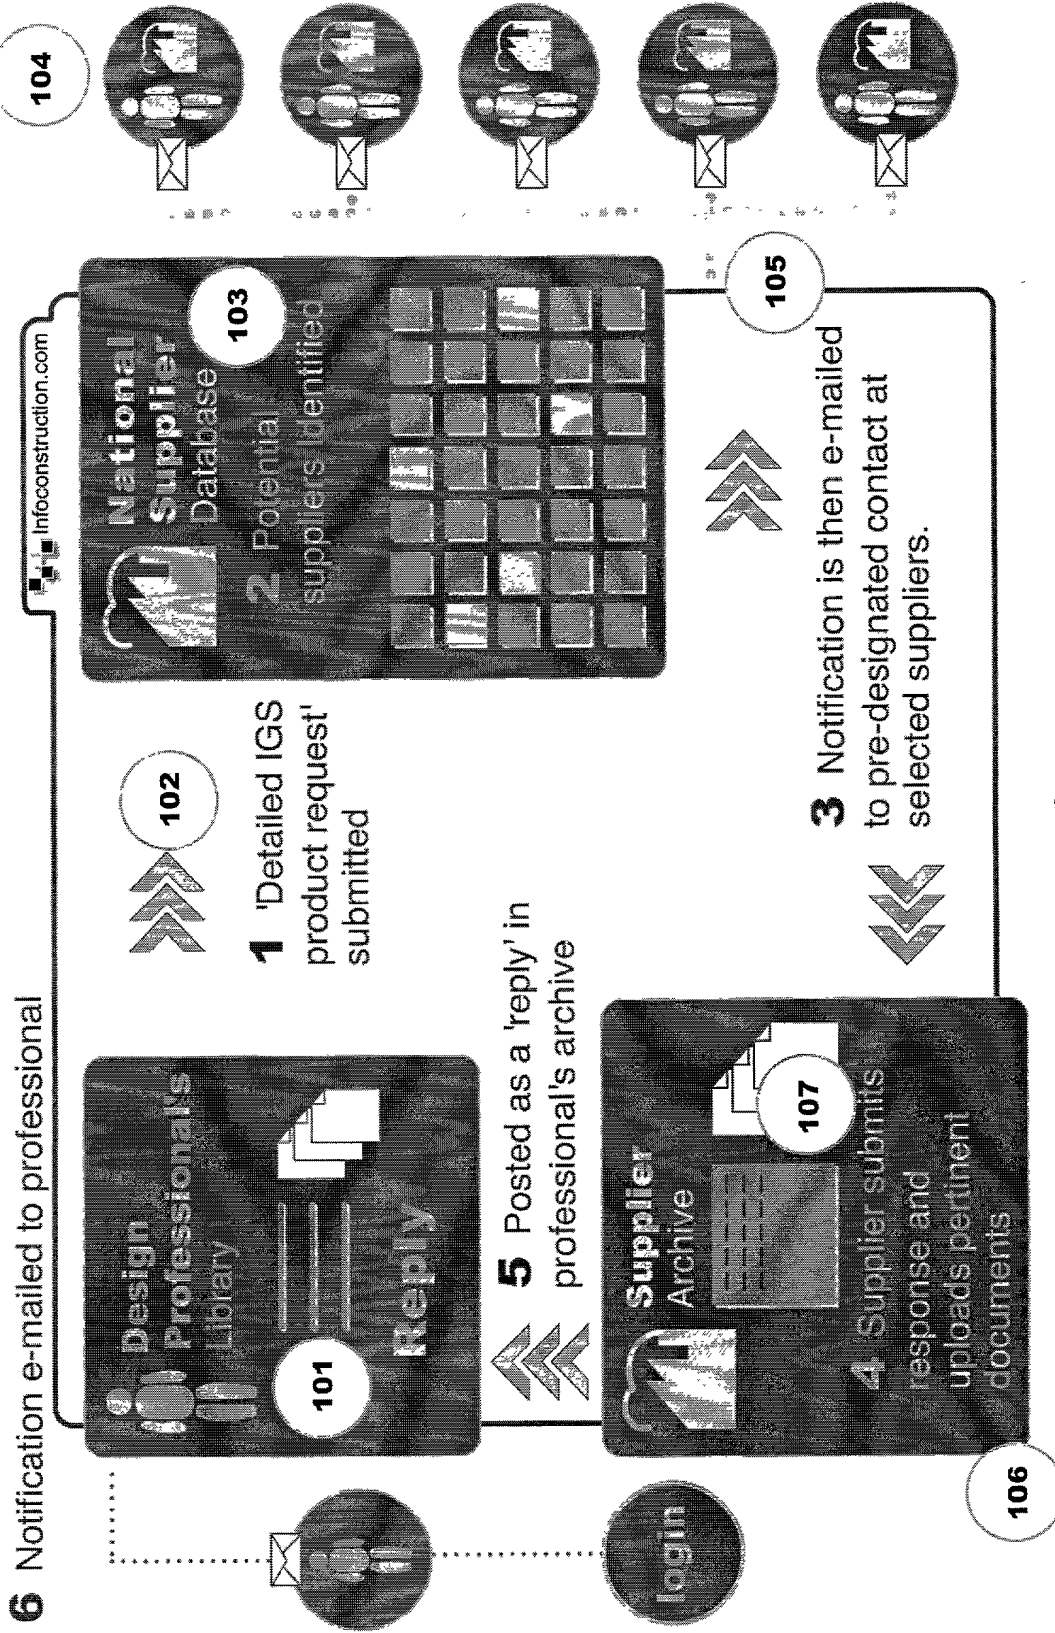 6 Notification e-mailed to professional
Infoconstruction.com
104
Design
Professional's
Library
101
Reply
102
1 'Detailed IGS
product request'
submitted
National
Supplier
Database
103
2 Potential
suppliers identified
105
3 Notification is then e-mailed
to pre-designated contact at
selected suppliers.
Supplier
Archive
107
4 Supplier submits
response and
uploads pertinent
documents
106
5 Posted as a 'reply' in
professional's archive
login